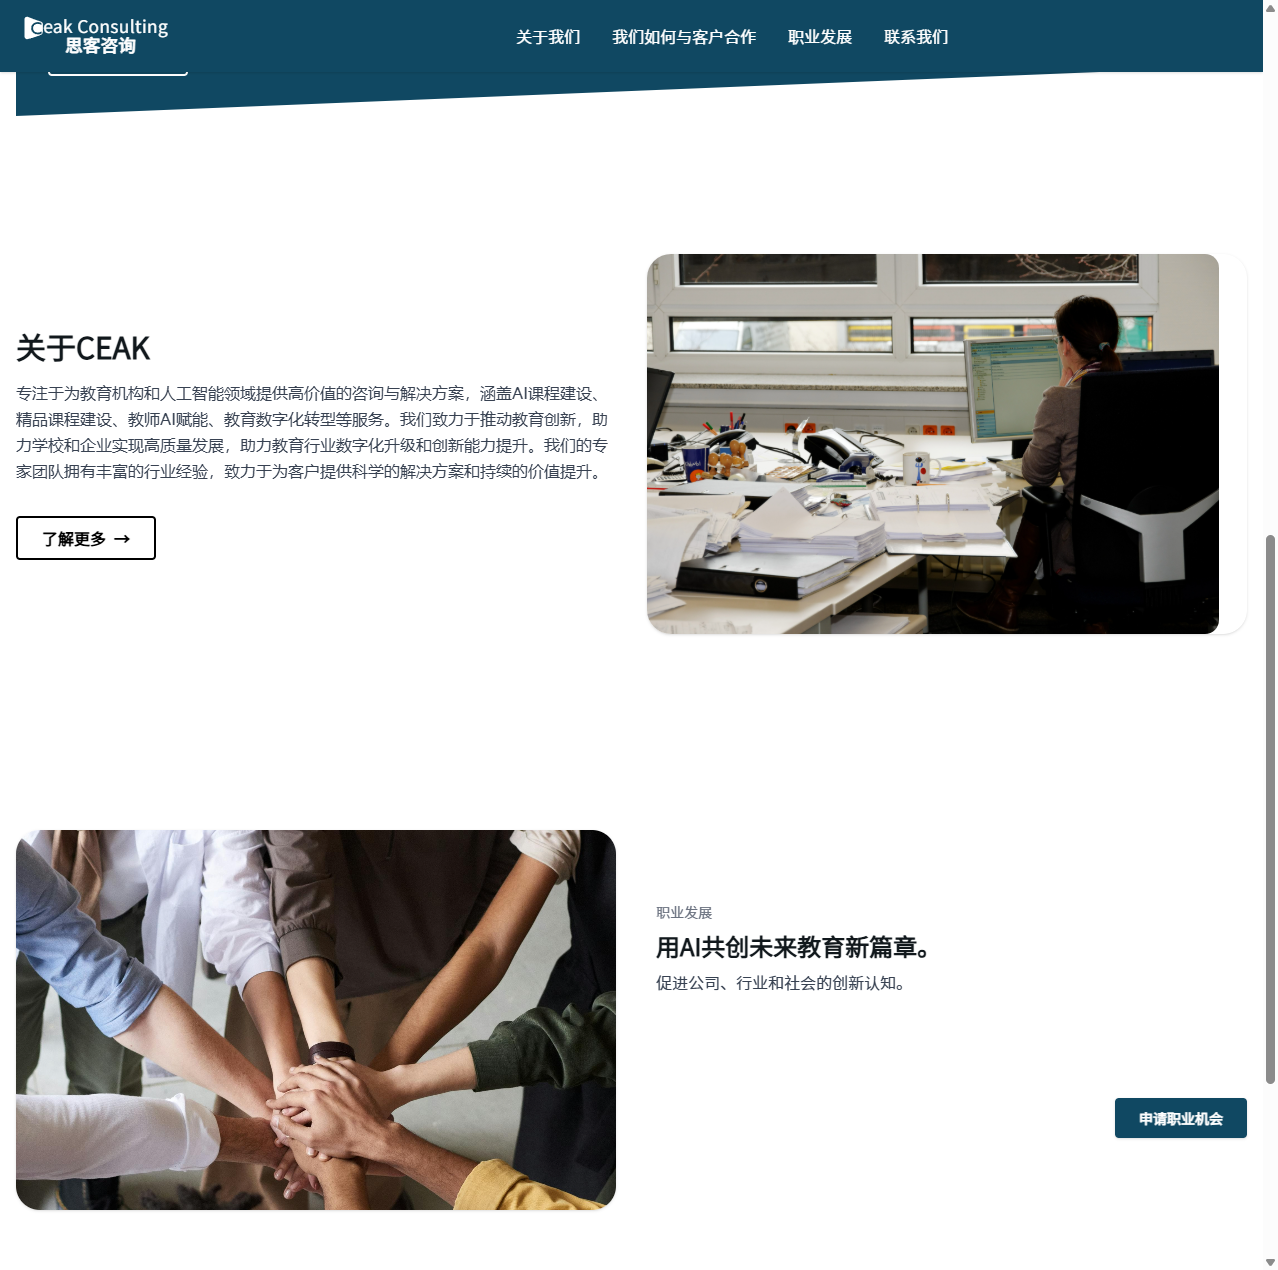 Ceak Consulting
思客咨询
关于我们
我们如何与客户合作
职业发展
联系我们
关于CEAK
专注于为教育机构和人工智能领域提供高价值的咨询与解决方案，涵盖AI课程建设、
精品课程建设、教师AI赋能、教育数字化转型等服务。我们致力于推动教育创新，助
力学校和企业实现高质量发展，助力教育行业数字化升级和创新能力提升。我们的专
家团队拥有丰富的行业经验，致力于为客户提供科学的解决方案和持续的价值提升。
了解更多 →
职业发展
用AI共创未来教育新篇章。
促进公司、行业和社会的创新认知。
申请职业机会